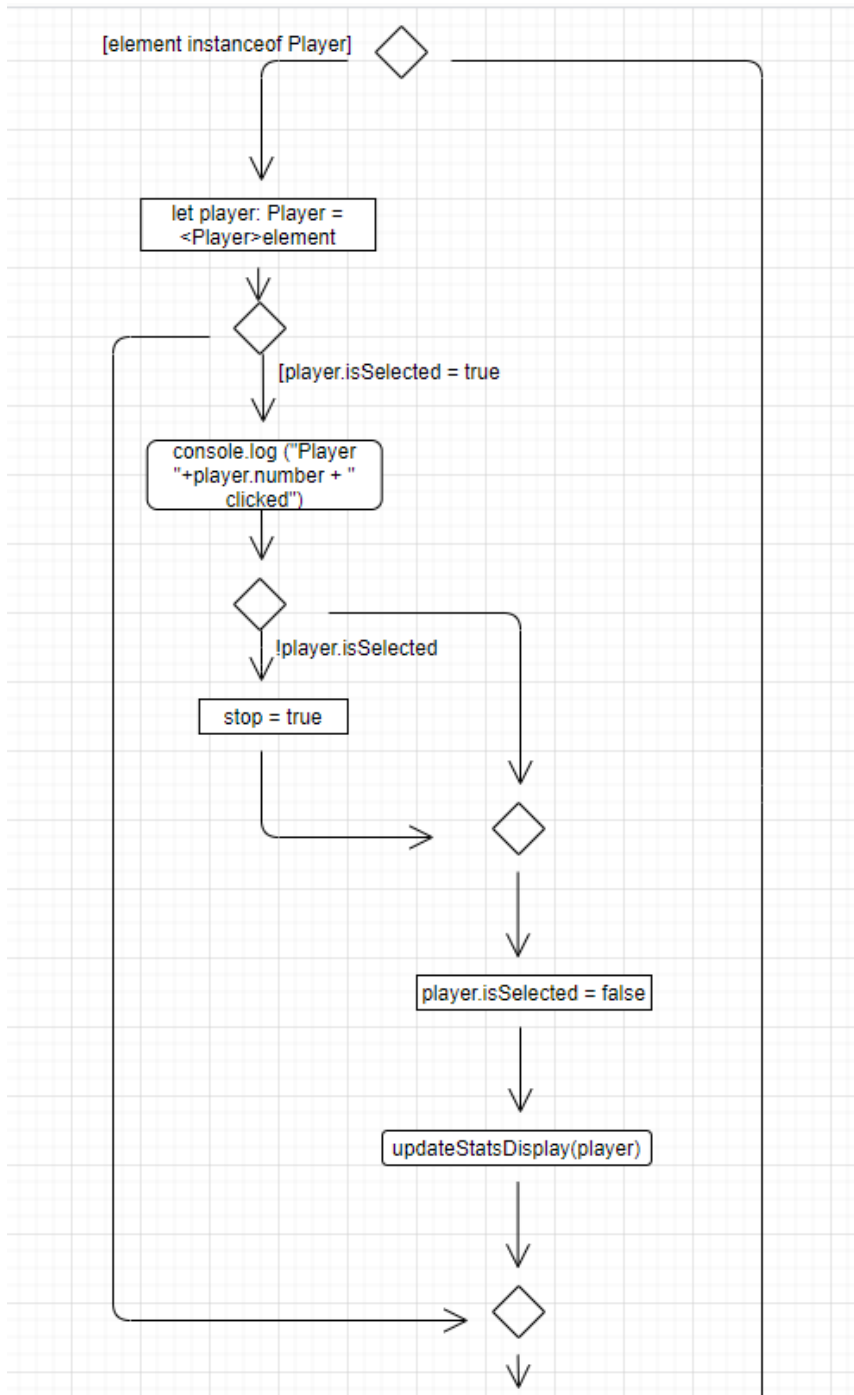 [element instanceof Player]
let player: Player =
<Player>element
[player.isSelected = true
console.log ("Player
"+player.number + "
clicked")
!player.isSelected
stop = true
player.isSelected = false
updateStatsDisplay(player)